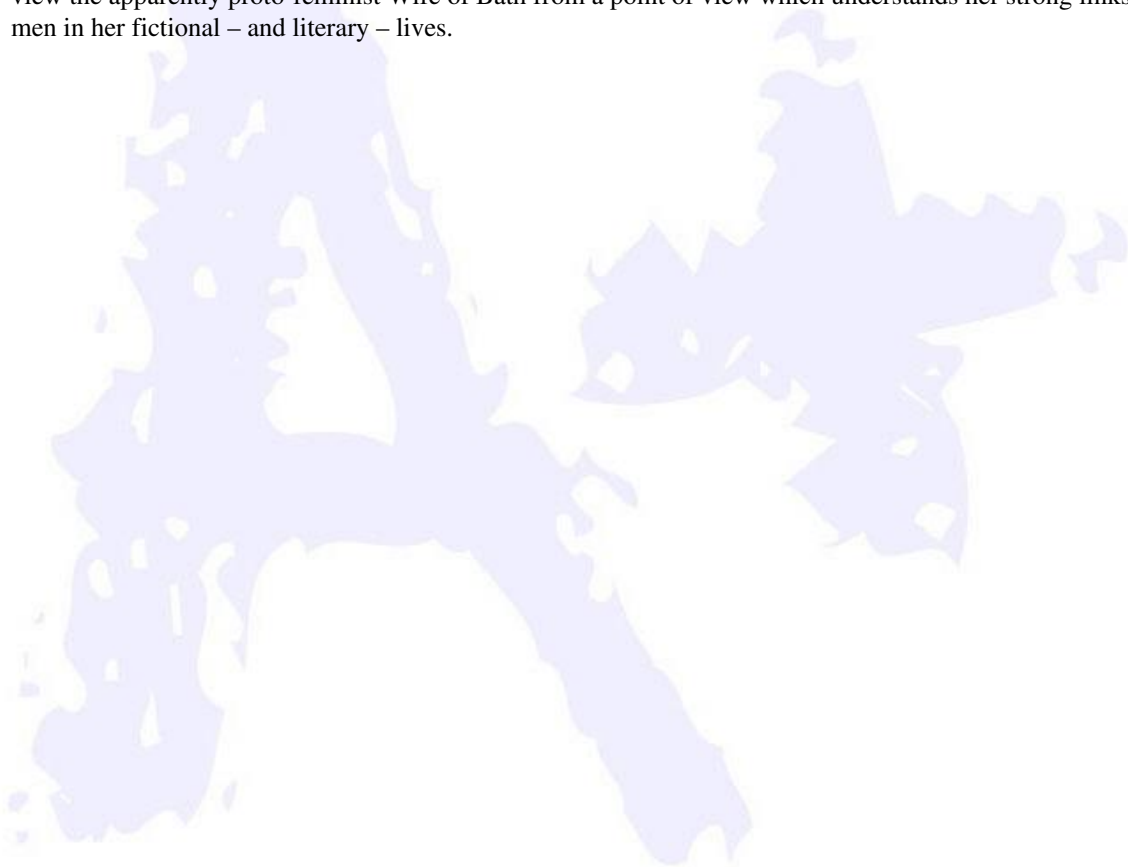 view the apparently proto-feminist Wife of Bath from a point of view which understands her strong links
men in her fictional – and literary – lives.
A+